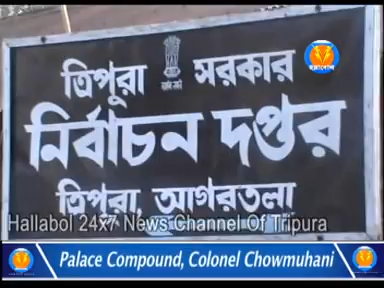 ত্রিপুরা সরকার
নির্বাচন দপ্তর
ত্রিপুরা, আগরতলা
Hallabol 24x7 News Channel Of Tripura
Palace Compound, Colonel Chowmuhani